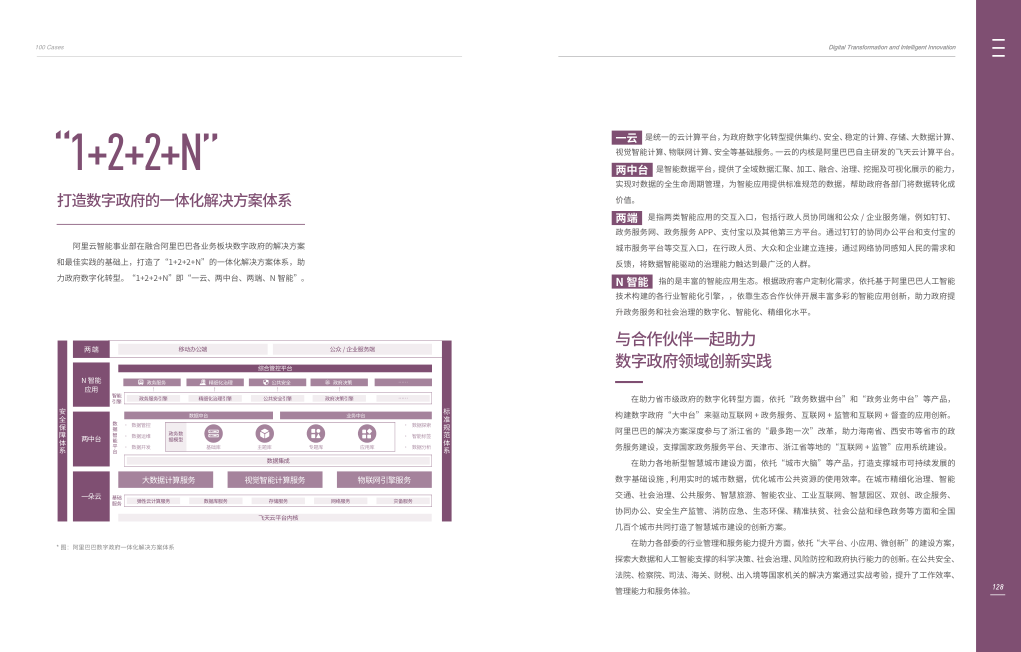 100 Cases
Digital Transformation and Intelligent Innovation
“1+2+2+N”
打造数字政府的一体化解决方案体系
阿里云智能事业部在融合阿里巴巴各业务板块数字政府的解决方案
和最佳实践的基础上，打造了“1+2+2+N”的一体化解决方案体系，助
力政府数字化转型。“1+2+2+N”即“一云、两中台、两端、N 智能”。
安全保障体系
标准规范体系
两端
移动办公端
公众 / 企业服务端
N 智能
应用
综合管控平台
政务服务
精细化治理
公共安全
政府决策
······
智能
引擎
政务服务引擎
精细化治理引擎
公共安全引擎
政府决策引擎
······
两中台
数据智能平台
数据中台
业务中台
· 数据管控
· 数据运维
· 数据开发
政务数
据模型
基础库
主题库
专题库
应用库
· 数据探索
· 智能标签
· 数据分析
数据集成
一朵云
大数据计算服务
视觉智能计算服务
物联网引擎服务
基础
服务
弹性云计算服务
数据库服务
存储服务
网络服务
灾备服务
飞天云平台内核
* 图：阿里巴巴数字政府一体化解决方案体系
一云 是统一的云计算平台，为政府数字化转型提供集约、安全、稳定的计算、存储、大数据计算、
视觉智能计算、物联网计算、安全等基础服务。一云的内核是阿里巴巴自主研发的飞天云计算平台。
两中台 是智能数据平台，提供了全域数据汇聚、加工、融合、治理、挖掘及可视化展示的能力，
实现对数据的全生命周期管理，为智能应用提供标准规范的数据，帮助政府各部门将数据转化成
价值。
两端 是指两类智能应用的交互入口，包括行政人员协同端和公众 / 企业服务端，例如钉钉、
政务服务网、政务服务 APP、支付宝以及其他第三方平台。通过钉钉的协同办公平台和支付宝的
城市服务平台等交互入口，在行政人员、大众和企业建立连接，通过网络协同感知人民的需求和
反馈，将数据智能驱动的治理能力触达到最广泛的人群。
N 智能 指的是丰富的智能应用生态。根据政府客户定制化需求，依托基于阿里巴巴人工智能
技术构建的各行业智能化引擎，，依靠生态合作伙伴开展丰富多彩的智能应用创新，助力政府提
升政务服务和社会治理的数字化、智能化、精细化水平。
与合作伙伴一起助力
数字政府领域创新实践
在助力省市级政府的数字化转型方面，依托“政务数据中台”和“政务业务中台”等产品，
构建数字政府“大中台”来驱动互联网 + 政务服务、互联网 + 监管和互联网 + 督查的应用创新。
阿里巴巴的解决方案深度参与了浙江省的“最多跑一次”改革，助力海南省、西安市等省市的政
务服务建设，支撑国家政务服务平台、天津市、浙江省等地的“互联网 + 监管”应用系统建设。
在助力各地新型智慧城市建设方面，依托“城市大脑”等产品，打造支撑城市可持续发展的
数字基础设施 , 利用实时的城市数据，优化城市公共资源的使用效率。在城市精细化治理、智能
交通、社会治理、公共服务、智慧旅游、智能农业、工业互联网、智慧园区、双创、政企服务、
协同办公、安全生产监管、消防应急、生态环保、精准扶贫、社会公益和绿色政务等方面和全国
几百个城市共同打造了智慧城市建设的创新方案。
在助力各部委的行业管理和服务能力提升方面，依托“大平台、小应用、微创新”的建设方案，
探索大数据和人工智能支撑的科学决策、社会治理、风险防控和政府执行能力的创新。在公共安全、
法院、检察院、司法、海关、财税、出入境等国家机关的解决方案通过实战考验，提升了工作效率、
管理能力和服务体验。
128